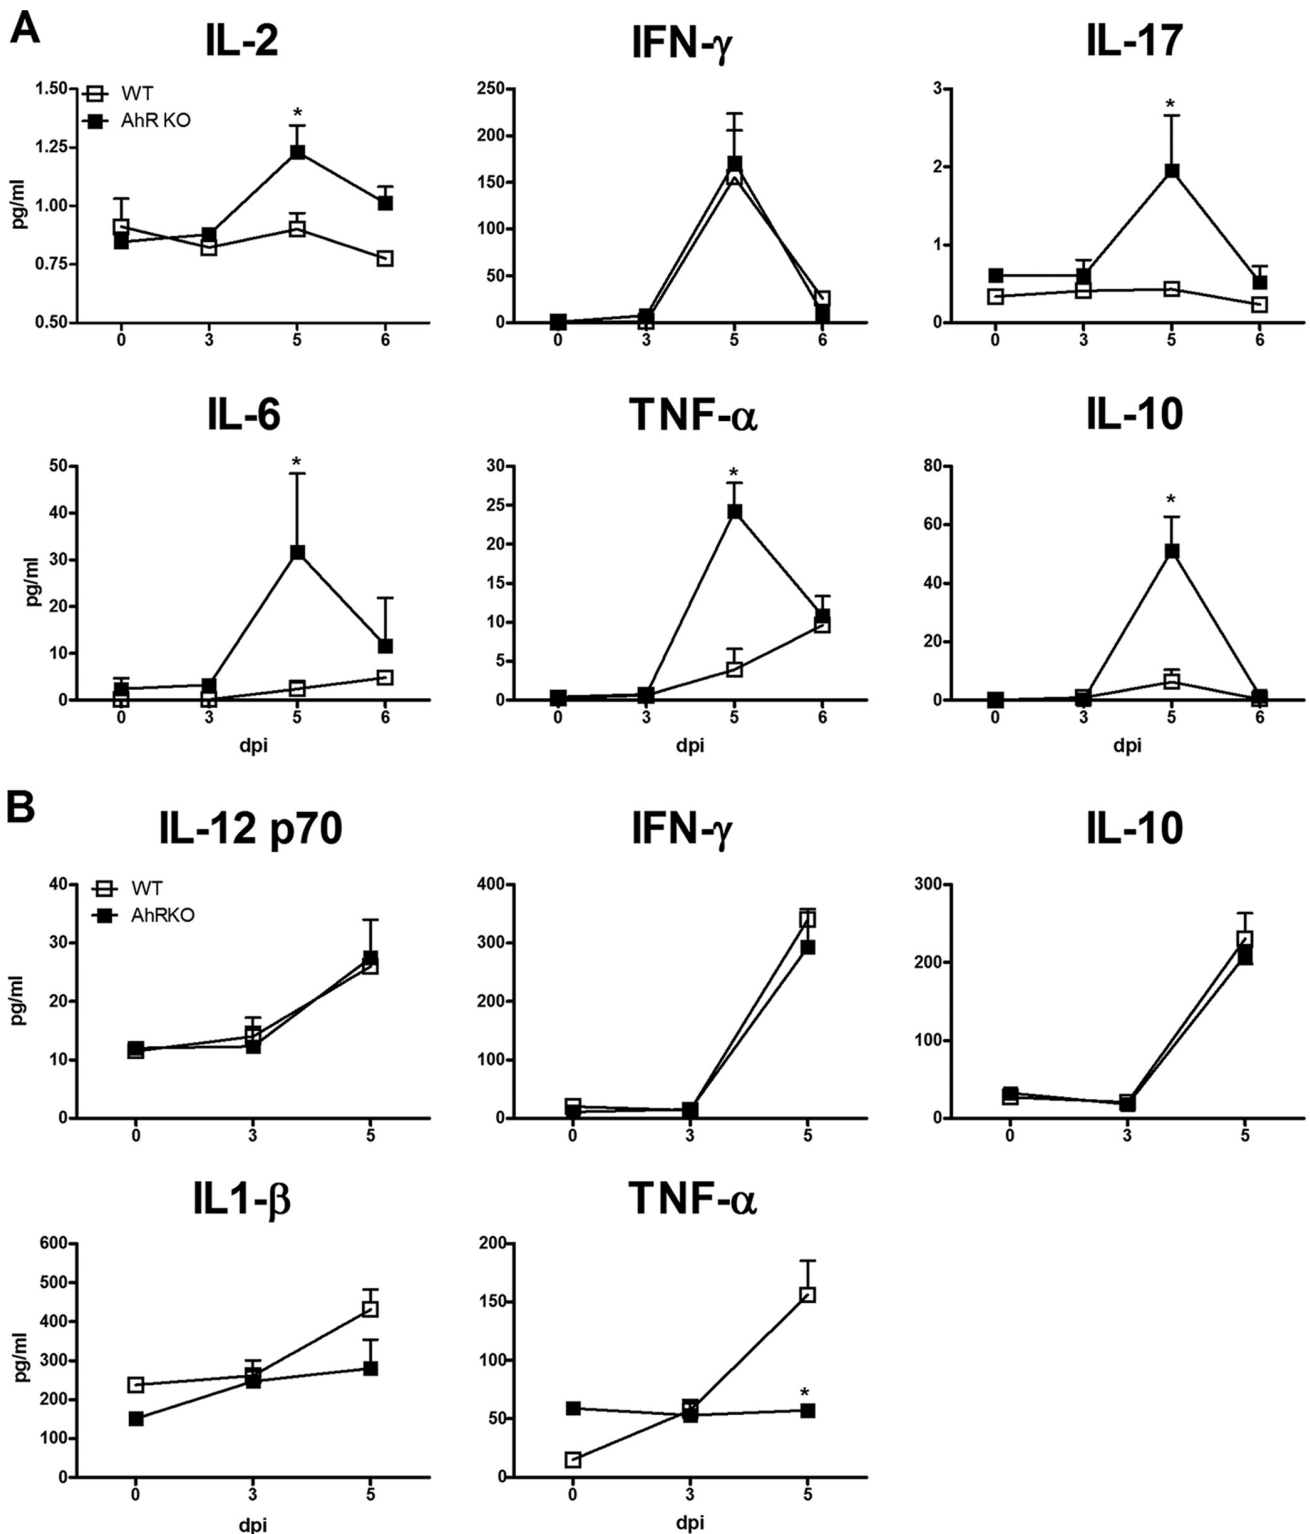 A
IL-2
IFN-γ
IL-17
1.50
1.25
1.00
0.75
0.50
pg/ml
WT
AhR KO
*
0 3 5 6
250
200
150
100
50
0
0 3 5 6
3
2
1
0
*
0 3 5 6
IL-6
TNF-α
IL-10
50
40
30
20
10
0
pg/ml
*
0 3 5 6
dpi
30
25
20
15
10
5
0
*
0 3 5 6
80
60
40
20
0
*
0 3 5 6
dpi
B
IL-12 p70
IFN-γ
IL-10
40
30
20
10
0
pg/ml
WT
AhRKO
0 3 5
400
300
200
100
0
0 3 5
300
200
100
0
0 3 5
IL1-β
TNF-α
600
500
400
300
200
100
0
pg/ml
0 3 5
dpi
200
150
100
50
0
*
0 3 5
dpi